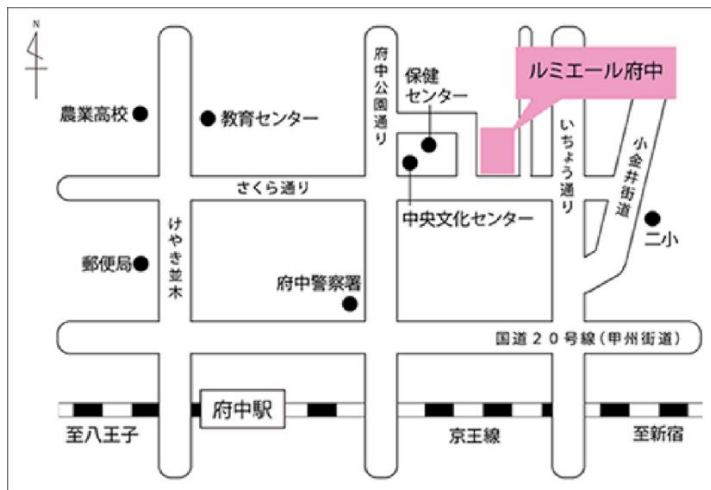 N
ルミエール府中
府中公園通り
保健
センター
農業高校
教育センター
いちょう通り
小金井街道
さくら通り
中央文化センター
二小
けやき並木
郵便局
府中警察署
国道20号線(甲州街道)
府中駅
至八王子
京王線
至新宿